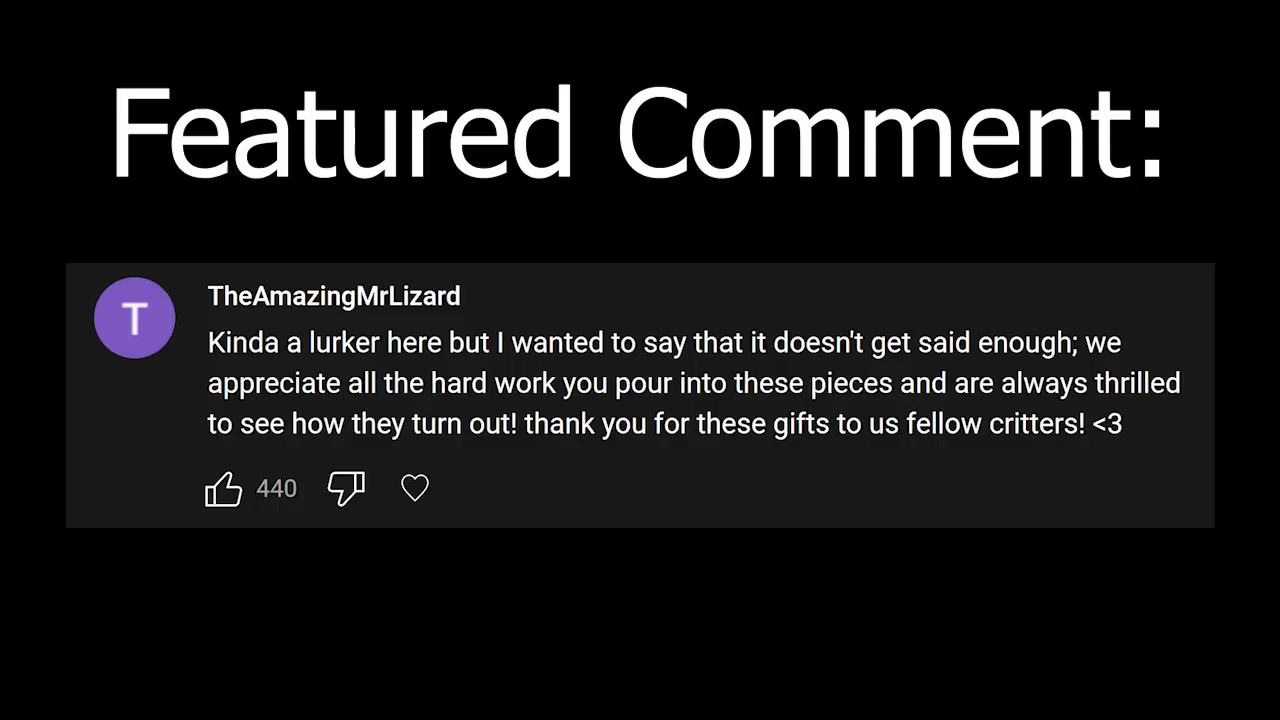 Featured Comment:
T
TheAmazingMrLizard
Kinda a lurker here but I wanted to say that it doesn't get said enough; we
appreciate all the hard work you pour into these pieces and are always thrilled
to see how they turn out! thank you for these gifts to us fellow critters! <3
440